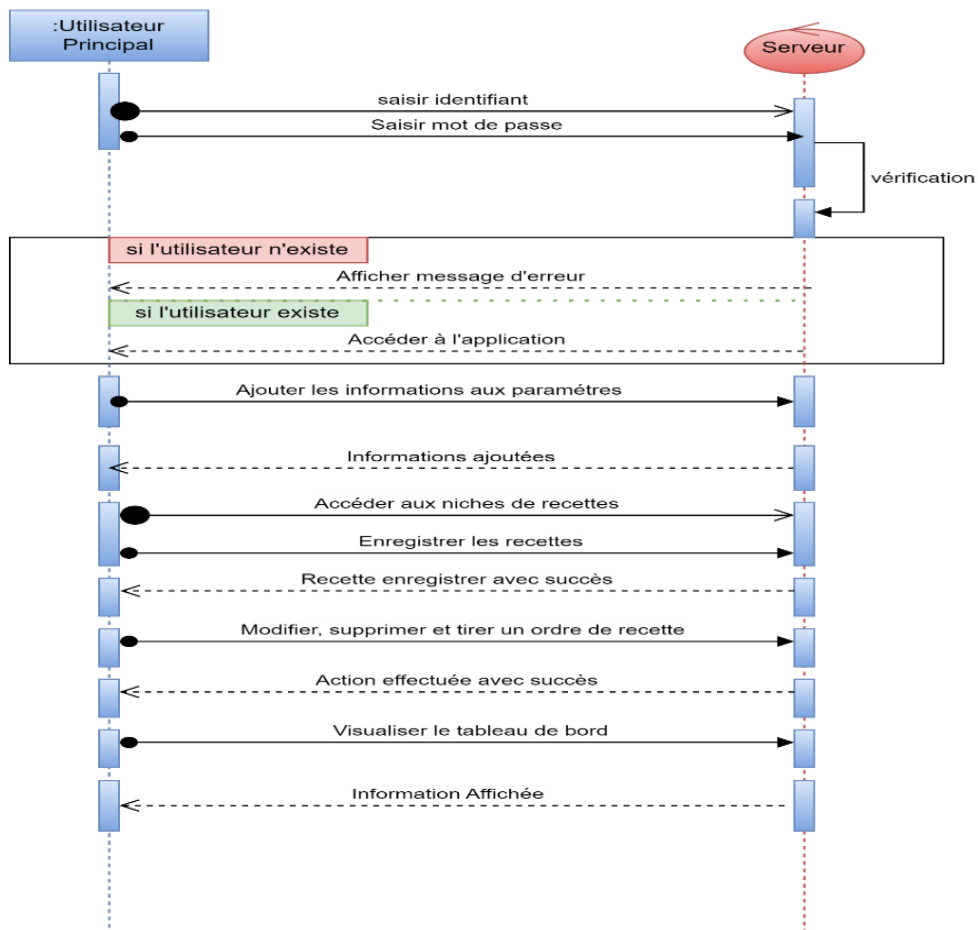 :Utilisateur
Principal
Serveur
saisir identifiant
Saisir mot de passe
vérification
si l'utilisateur n'existe
Afficher message d'erreur
si l'utilisateur existe
Accéder à l'application
Ajouter les informations aux paramétres
Informations ajoutées
Accéder aux niches de recettes
Enregistrer les recettes
Recette enregistrer avec succès
Modifier, supprimer et tirer un ordre de recette
Action effectuée avec succès
Visualiser le tableau de bord
Information Affichée